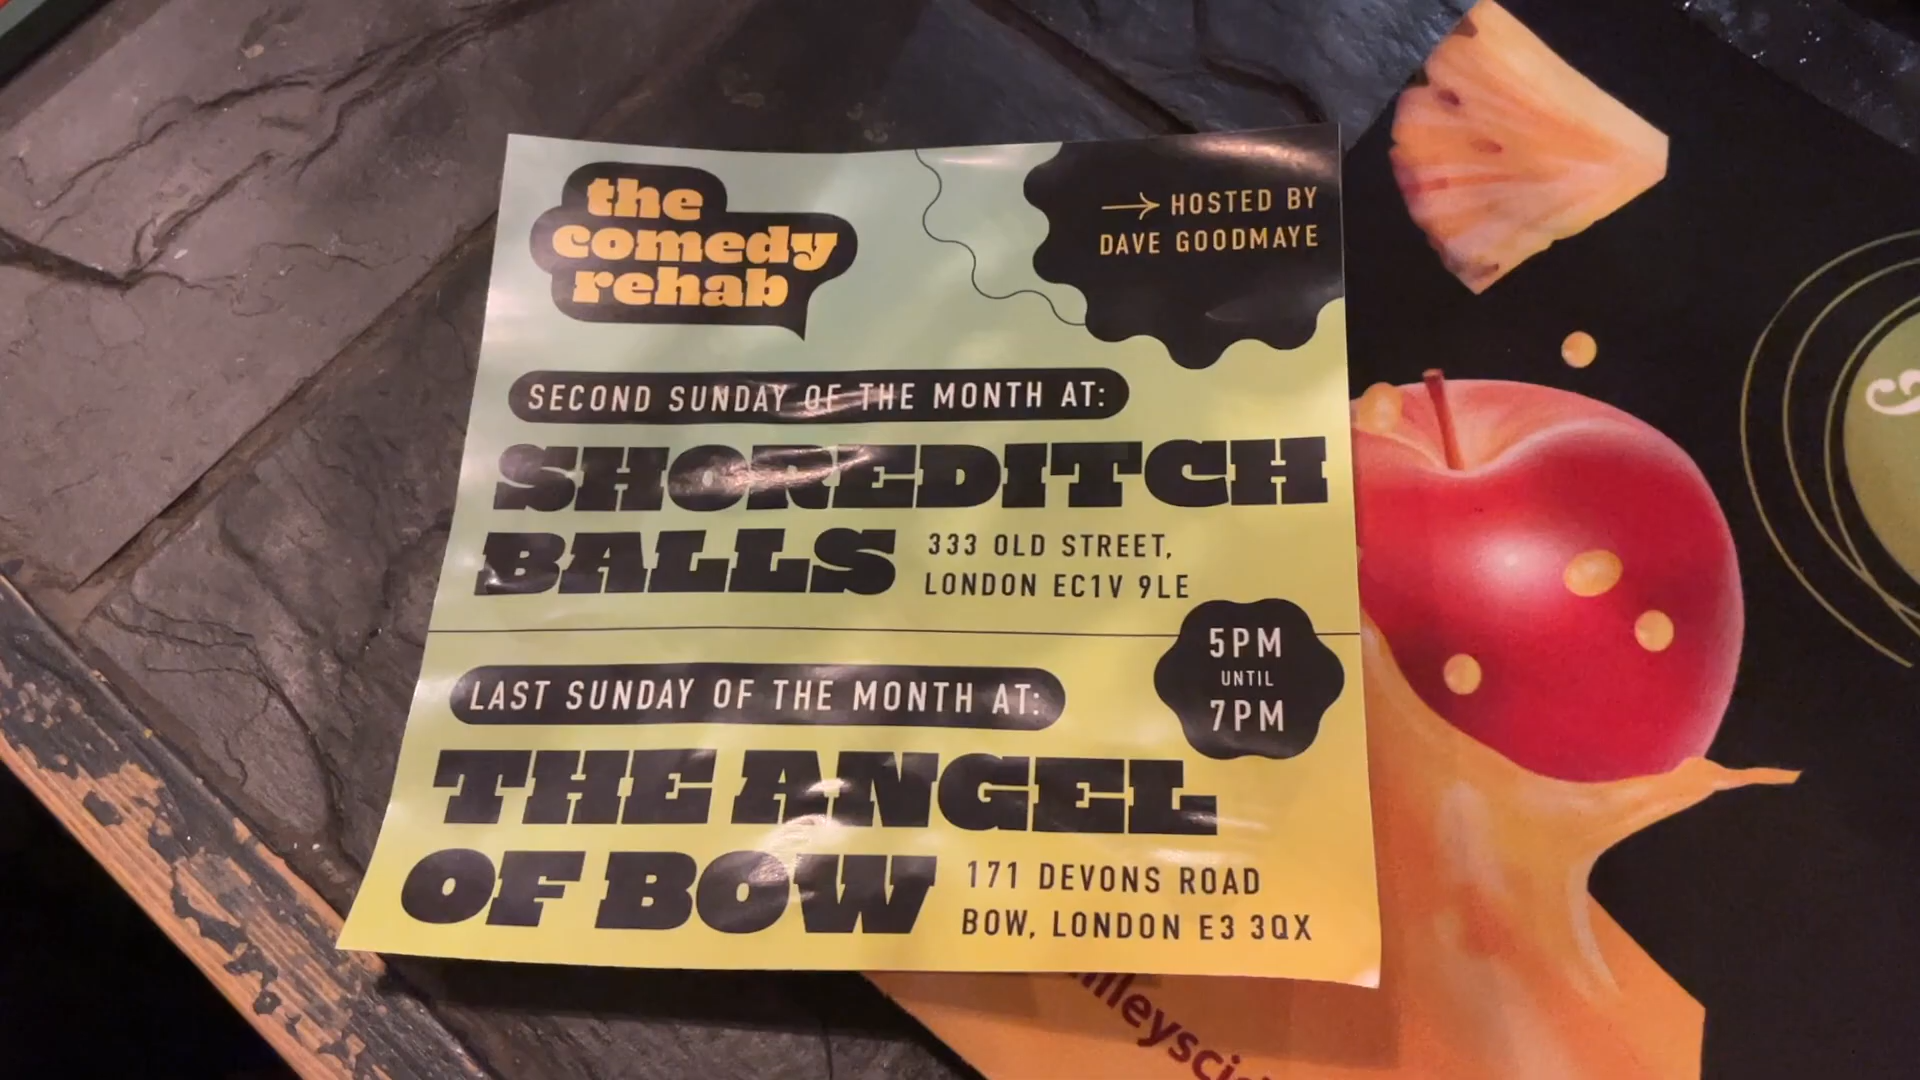 the
comedy
rehab
→ HOSTED BY
DAVE GOODMAYE
SECOND SUNDAY OF THE MONTH AT:
SHOREDITCH
BALLS
333 OLD STREET,
LONDON EC1V 9LE
5PM
UNTIL
7PM
LAST SUNDAY OF THE MONTH AT:
THE ANGEL
OF BOW
171 DEVONS ROAD
BOW, LONDON E3 3QX